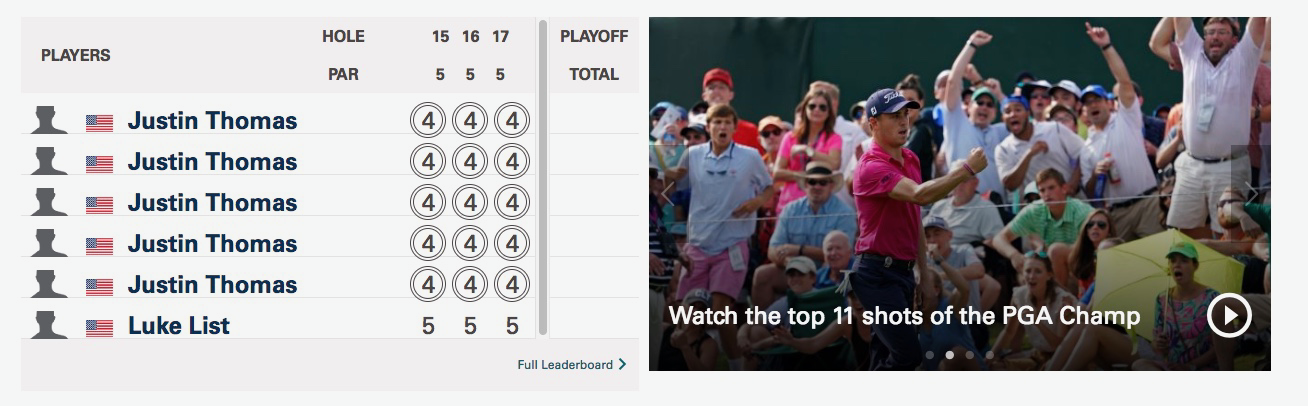 PLAYERS HOLE 15 16 17 PLAYOFF
PAR 5 5 5 TOTAL
Justin Thomas 4 4 4
Justin Thomas 4 4 4
Justin Thomas 4 4 4
Justin Thomas 4 4 4
Justin Thomas 4 4 4
Luke List 5 5 5
Full Leaderboard
Titleist
Watch the top 11 shots of the PGA Champ